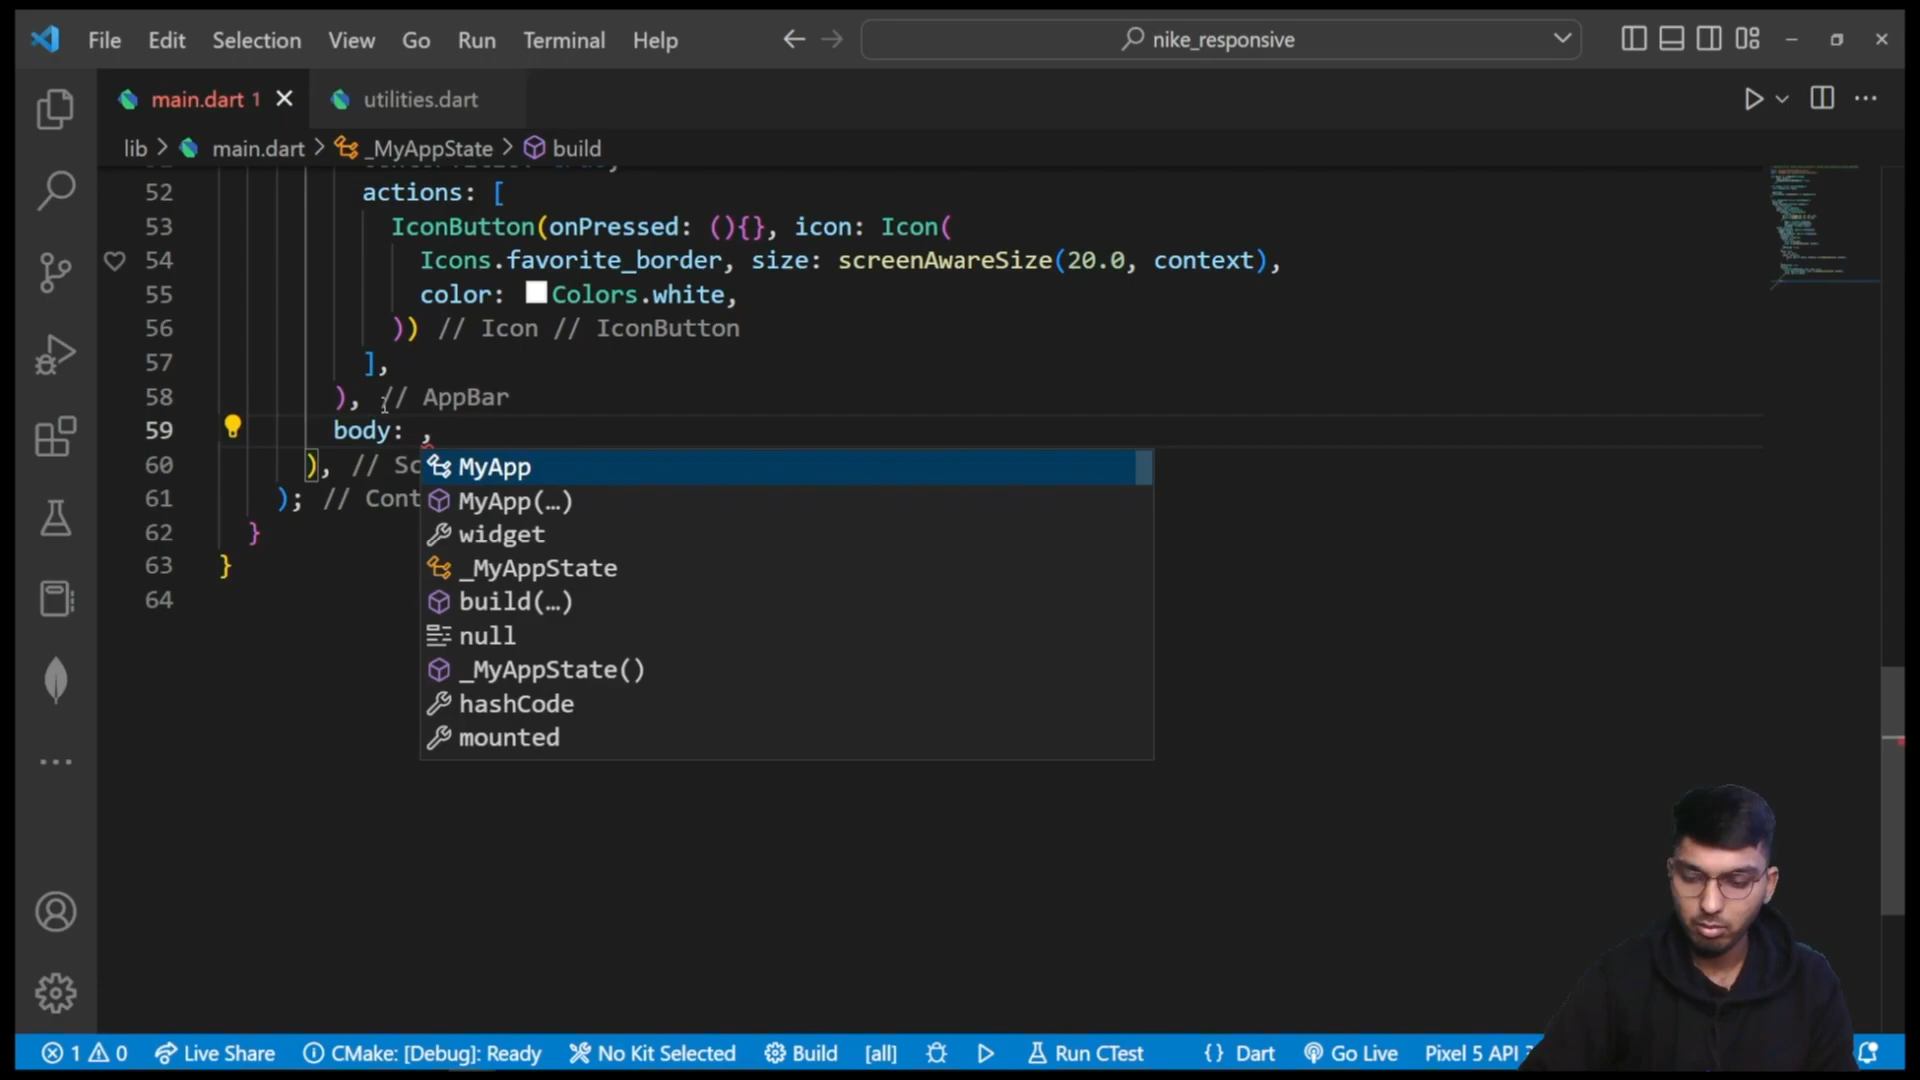 File Edit Selection View Go Run Terminal Help nike_responsive
main.dart 1 utilities.dart
lib > main.dart > _MyAppState > build
52 actions: [
53 IconButton(onPressed: (){}, icon: Icon(
54 Icons.favorite_border, size: screenAwareSize(20.0, context),
55 color: Colors.white,
56 )) // Icon // IconButton
57 ],
58 ), // AppBar
59 body: ,
60 ), // Sc
61 ); // Cont
62 }
63 }
64
MyApp
MyApp(…)
widget
_MyAppState
build(…)
null
_MyAppState()
hashCode
mounted
1 0 Live Share CMake: [Debug]: Ready No Kit Selected Build [all] Run CTest {} Dart Go Live Pixel 5 API